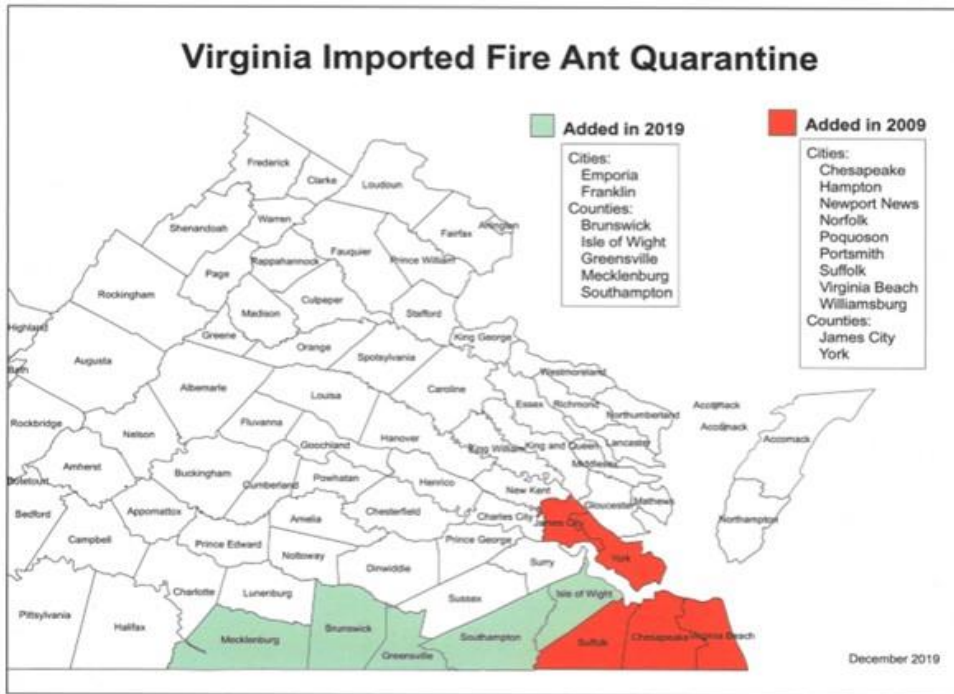 Virginia Imported Fire Ant Quarantine
Added in 2019
Cities:
Emporia
Franklin
Counties:
Brunswick
Isle of Wight
Greensville
Mecklenburg
Southampton
Added in 2009
Cities:
Chesapeake
Hampton
Newport News
Norfolk
Poquoson
Portsmith
Suffolk
Virginia Beach
Williamsburg
Counties:
James City
York
Frederick
Clarke
Loudoun
Warren
Shenandoah
Fairfax
Arlington
Fauquier
Prince William
Rappahannock
Page
Rockingham
Culpeper
Madison
Stafford
Highland
Greene
Orange
King George
Augusta
Spotsylvania
Bath
Westmoreland
Albemarle
Louisa
Caroline
Essex
Richmond
Northumberland
Accomack
Accomack
Accomack
Rockbridge
Nelson
Fluvanna
Goochland
Hanover
King William
King and Queen
Lancaster
Middlesex
Amherst
Buckingham
Cumberland
Powhatan
Henrico
New Kent
Gloucester
Mathews
Botetourt
Bedford
Appomattox
Amelia
Chesterfield
Charles City
James City
Northampton
Campbell
Prince Edward
Nottoway
Prince George
Surry
York
Dinwiddie
Charlotte
Lunenburg
Sussex
Isle of Wight
Pittsylvania
Halifax
Mecklenburg
Brunswick
Greensville
Southampton
Suffolk
Chesapeake
Virginia Beach
December 2019